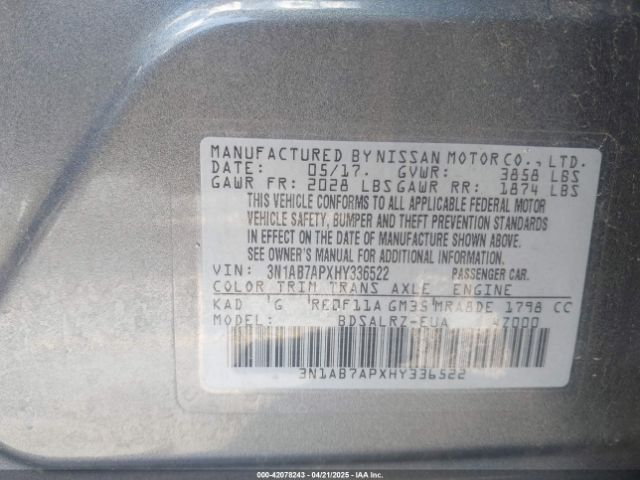 MANUFACTURED BY NISSAN MOTOR CO., LTD.
DATE: 05/17. GVWR: 3858 LBS
GAWR FR: 2028 LBS GAWR RR: 1874 LBS
THIS VEHICLE CONFORMS TO ALL APPLICABLE FEDERAL MOTOR
VEHICLE SAFETY, BUMPER AND THEFT PREVENTION STANDARDS
IN EFFECT ON THE DATE OF MANUFACTURE SHOWN ABOVE.
SEE OWNER'S MANUAL FOR ADDITIONAL INFORMATION.
VIN: 3N1AB7APXHY336522 PASSENGER CAR.
COLOR TRIM TRANS AXLE ENGINE
KAD G RE0F11A GM35 MRA8DE 1798 CC
MODEL: BDSALRZ-EUA
3N1AB7APXHY336522
000-42078243 - 04/21/2025 - IAAI.COM